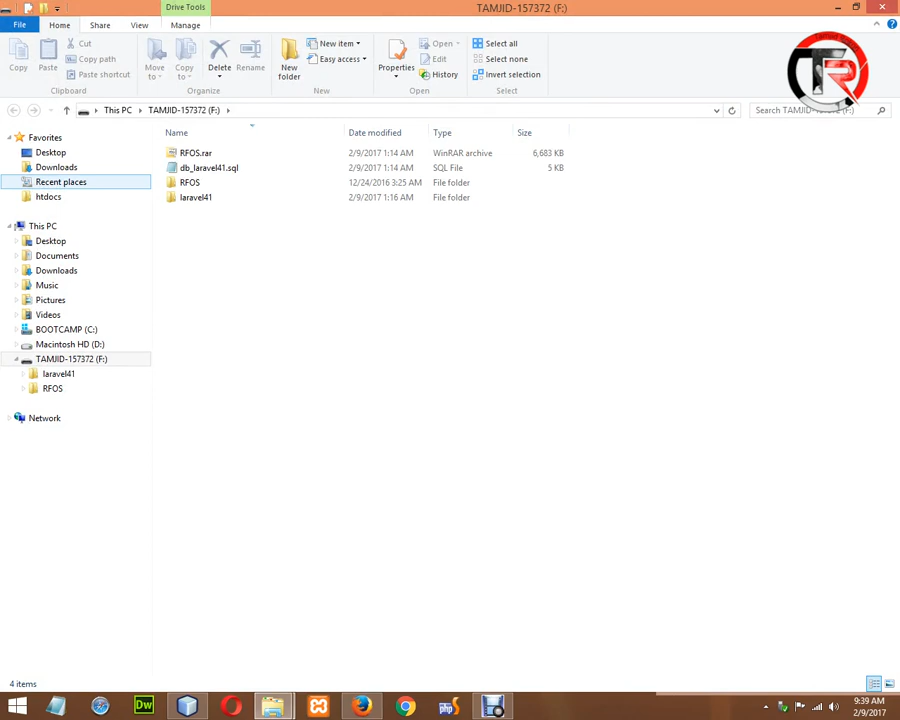 Drive Tools
TAMJID-157372 (F:)
File Home Share View Manage
Copy
Paste
Cut
Copy path
Paste shortcut
Clipboard
Move to
Copy to
Delete
Rename
Organize
New folder
New item
Easy access
New
Properties
Open
Edit
History
Open
Select all
Select none
Invert selection
Select
TR
This PC TAMJID-157372 (F:)
Search TAMJID-157372 (F:)
Name Date modified Type Size
RFOS.rar 2/9/2017 1:14 AM WinRAR archive 6,683 KB
db_laravel41.sql 2/9/2017 1:14 AM SQL File 5 KB
RFOS 12/24/2016 3:25 AM File folder
laravel41 2/9/2017 1:16 AM File folder
Favorites
Desktop
Downloads
Recent places
htdocs
This PC
Desktop
Documents
Downloads
Music
Pictures
Videos
BOOTCAMP (C:)
Macintosh HD (D:)
TAMJID-157372 (F:)
laravel41
RFOS
Network
4 items
Dw
php
9:39 AM
2/9/2017